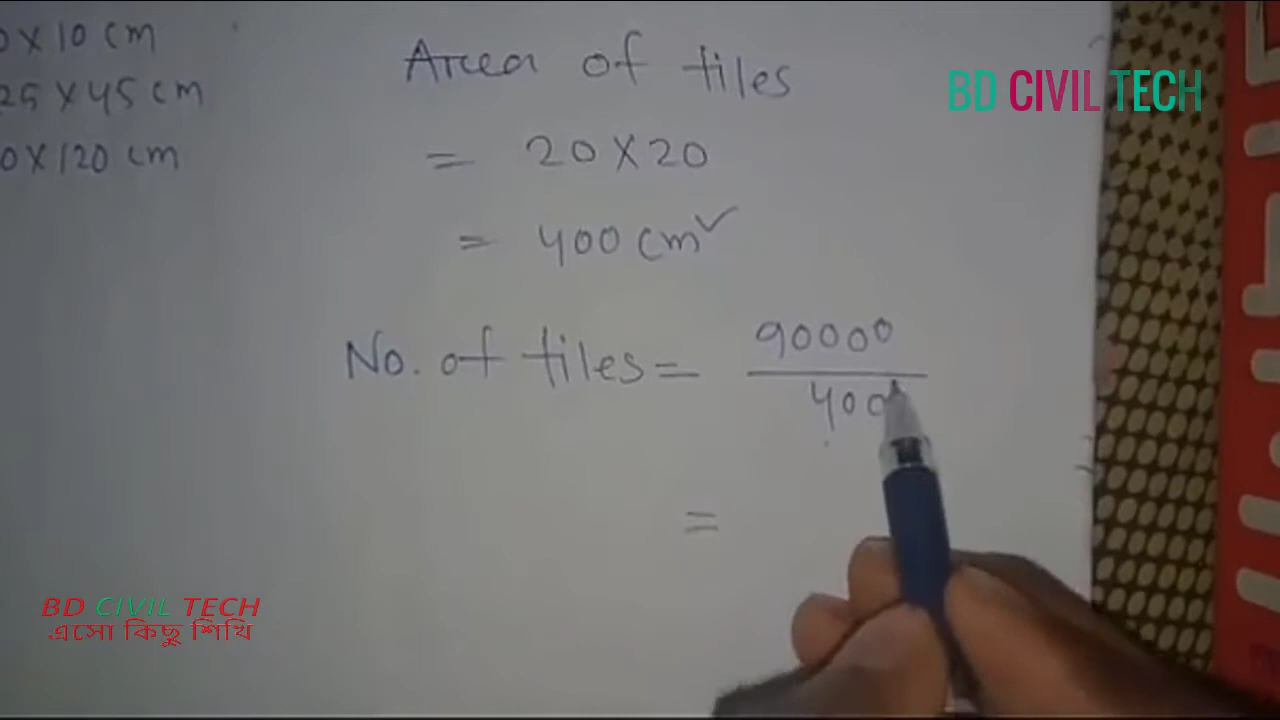 0 X 10 cm
25 X 45 cm
0 X 120 cm
Area of tiles
= 20 X 20
= 400 cm²
No. of tiles = 90000
400
=
BD CIVIL TECH
BD CIVIL TECH
এসো কিছু শিখি